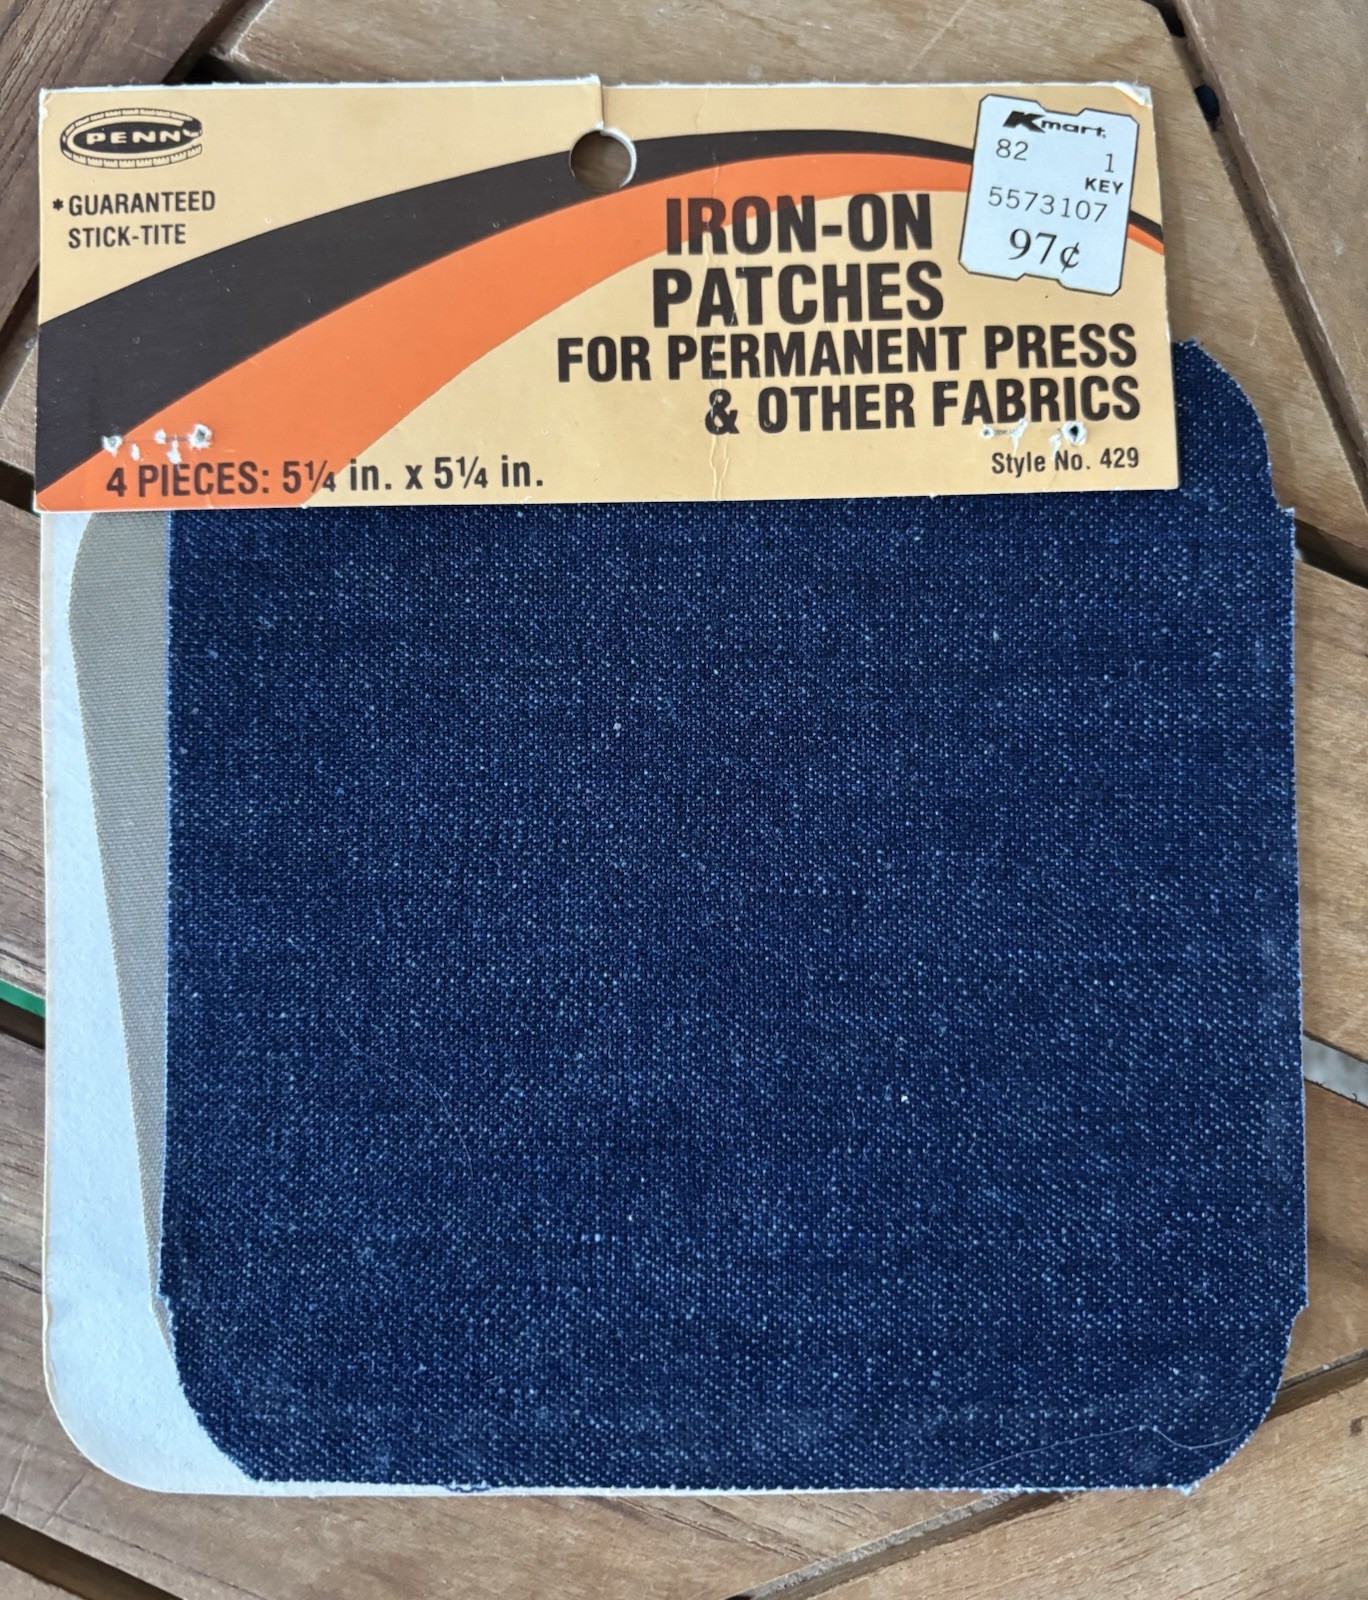 PENN
*GUARANTEED
STICK-TITE
Kmart
82 1
KEY
5573107
97¢
IRON-ON
PATCHES
FOR PERMANENT PRESS
& OTHER FABRICS
4 PIECES: 5¼ in. x 5¼ in.
Style No. 429